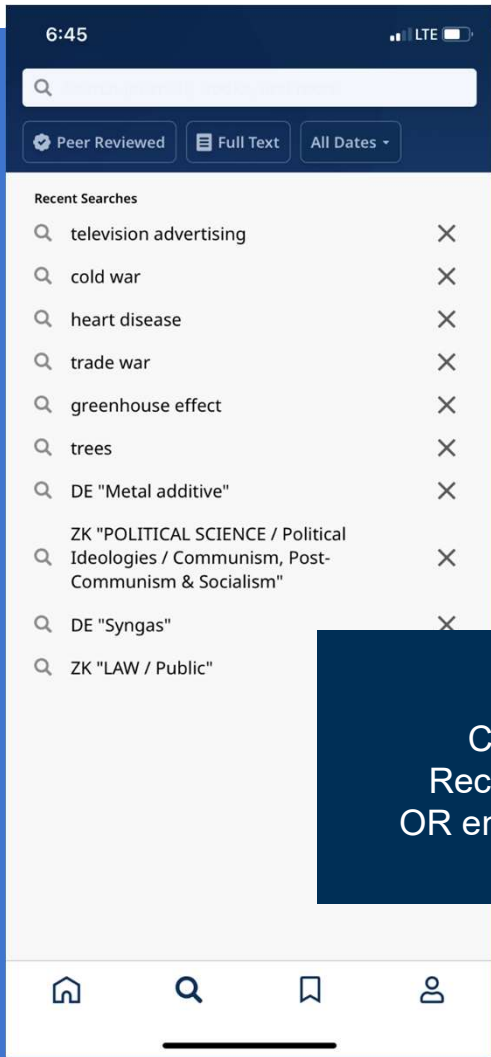 6:45
LTE
Peer Reviewed
Full Text
All Dates
Recent Searches
television advertising
cold war
heart disease
trade war
greenhouse effect
trees
DE "Metal additive"
ZK "POLITICAL SCIENCE / Political
Ideologies / Communism, Post-
Communism & Socialism"
DE "Syngas"
ZK "LAW / Public"
OR